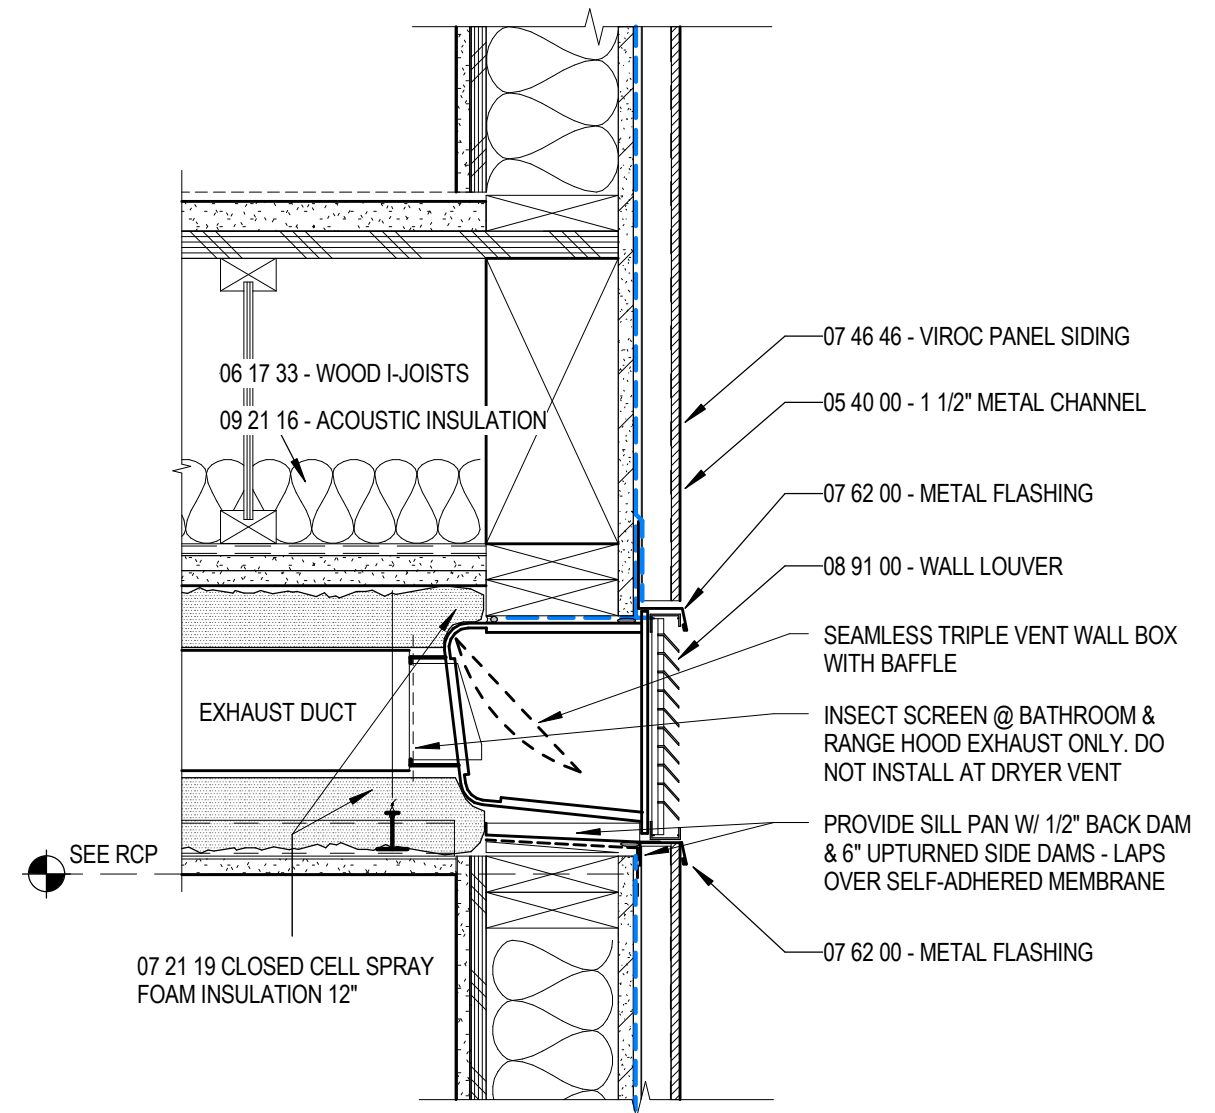 06 17 33 - WOOD I-JOISTS
09 21 16 - ACOUSTIC INSULATION
EXHAUST DUCT
SEE RCP
07 21 19 CLOSED CELL SPRAY
FOAM INSULATION 12"
07 46 46 - VIROC PANEL SIDING
05 40 00 - 1 1/2" METAL CHANNEL
07 62 00 - METAL FLASHING
08 91 00 - WALL LOUVER
SEAMLESS TRIPLE VENT WALL BOX
WITH BAFFLE
INSECT SCREEN @ BATHROOM &
RANGE HOOD EXHAUST ONLY. DO
NOT INSTALL AT DRYER VENT
PROVIDE SILL PAN W/ 1/2" BACK DAM
& 6" UPTURNED SIDE DAMS - LAPS
OVER SELF-ADHERED MEMBRANE
07 62 00 - METAL FLASHING